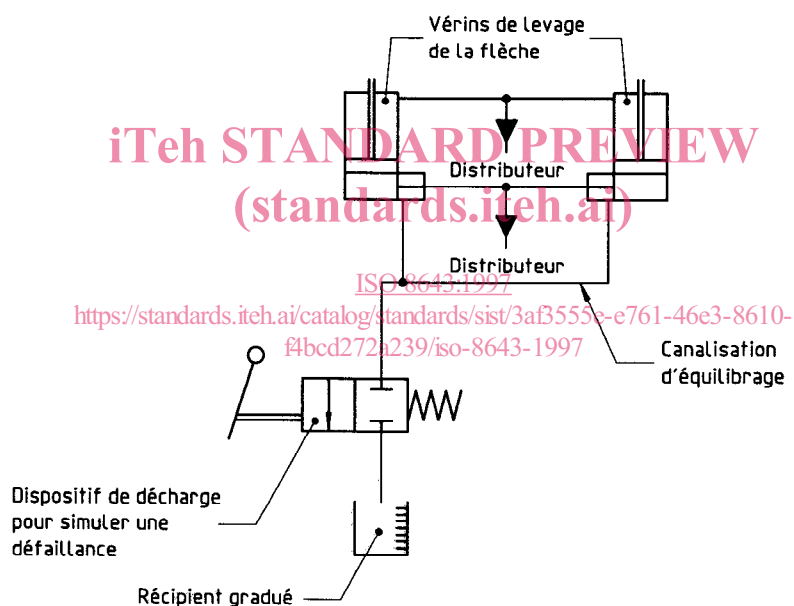 Vérins de levage
de la flèche
iTeh STANDARD PREVIEW
Distributeur
(standards.iteh.ai)
Distributeur
ISO 8643:1997
https://standards.iteh.ai/catalog/standards/sist/3af3555e-e761-46e3-8610-
f4bcd272a239/iso-8643-1997
Canalisation
d'équilibrage
Dispositif de décharge
pour simuler une
défaillance
Récipient gradué